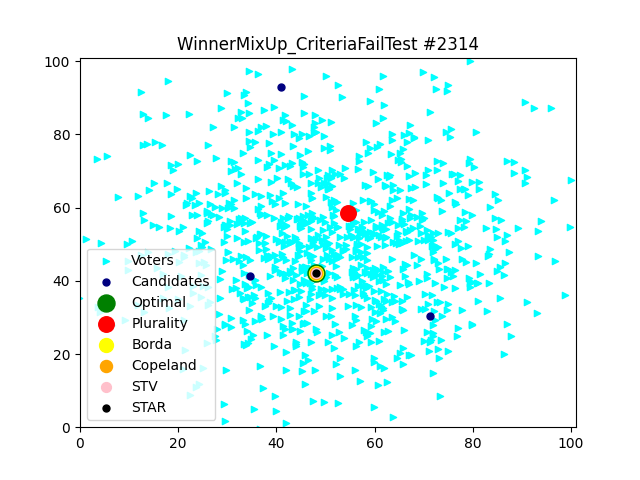 WinnerMixUp_CriteriaFailTest #2314
100
80
60
40
20
0
Voters
Candidates
Optimal
Plurality
Borda
Copeland
STV
STAR
0 20 40 60 80 100